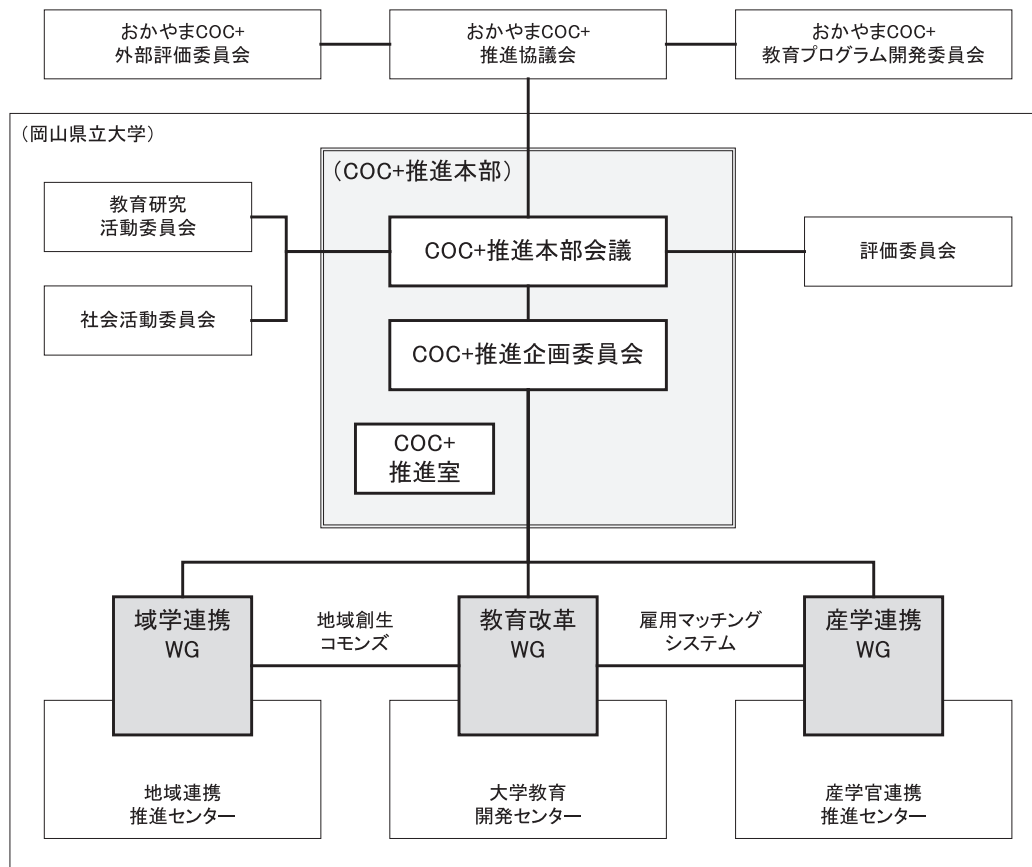 おかやまCOC+
外部評価委員会
おかやまCOC+
推進協議会
おかやまCOC+
教育プログラム開発委員会
(岡山県立大学)
(COC+推進本部)
教育研究
活動委員会
COC+推進本部会議
評価委員会
社会活動委員会
COC+推進企画委員会
COC+
推進室
域学連携
WG
地域創生
コモンズ
教育改革
WG
雇用マッチング
システム
産学連携
WG
地域連携
推進センター
大学教育
開発センター
産学官連携
推進センター